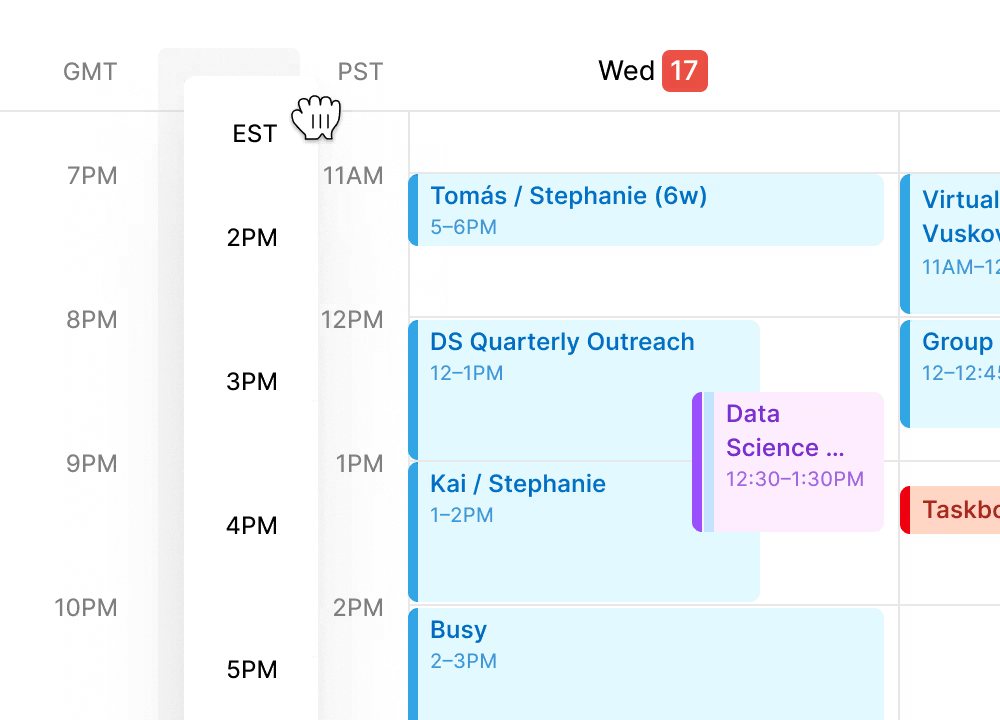 GMT
PST
Wed 17
EST
7PM
11AM
2PM
8PM
12PM
3PM
9PM
1PM
4PM
10PM
2PM
5PM
Tomás / Stephanie (6w)
5–6PM
DS Quarterly Outreach
12–1PM
Data
Science ...
12:30–1:30PM
Kai / Stephanie
1–2PM
Busy
2–3PM
Virtual
Vuskov
11AM–12
Group
12–12:45
Taskbo